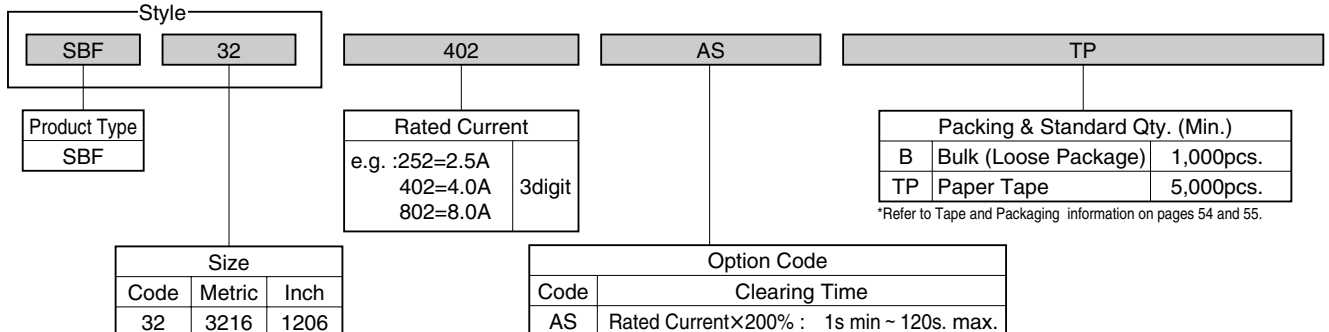 Style
SBF 32 402 AS TP
Product Type
SBF
Rated Current
e.g. :252=2.5A
402=4.0A
802=8.0A
3digit
Packing & Standard Qty. (Min.)
B Bulk (Loose Package) 1,000pcs.
TP Paper Tape 5,000pcs.
*Refer to Tape and Packaging information on pages 54 and 55.
Size
Code Metric Inch
32 3216 1206
Option Code
Code Clearing Time
AS Rated Current×200% : 1s min ~ 120s. max.